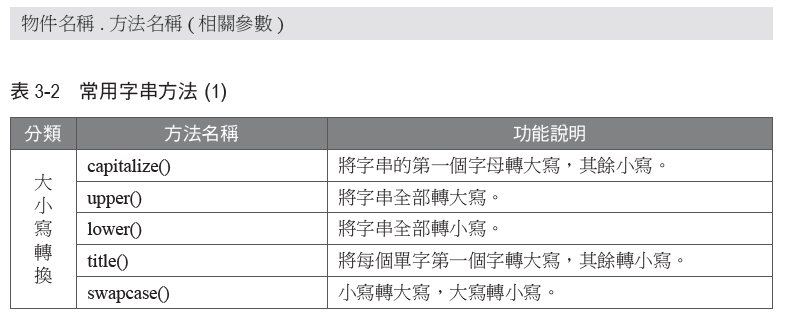 物件名稱 . 方法名稱 ( 相關參數 )
表 3-2 常用字串方法 (1)
分類 方法名稱 功能說明
大小寫轉換
capitalize() 將字串的第一個字母轉大寫，其餘小寫。
upper() 將字串全部轉大寫。
lower() 將字串全部轉小寫。
title() 將每個單字第一個字轉大寫，其餘轉小寫。
swapcase() 小寫轉大寫，大寫轉小寫。